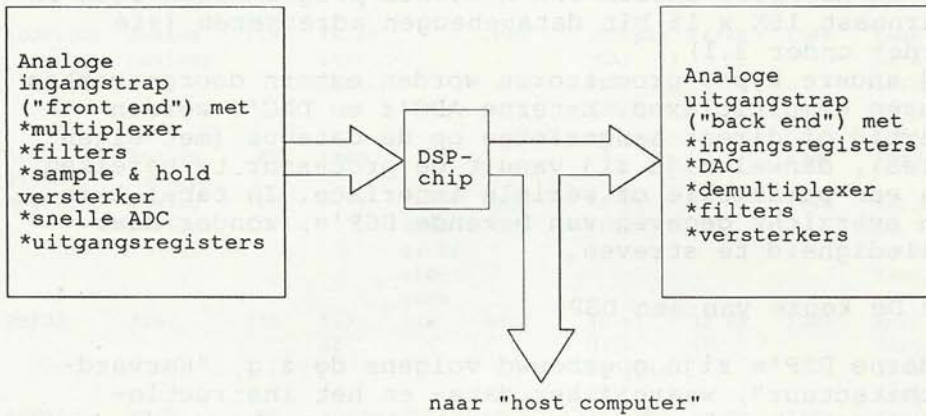 Analoge
ingangstrap
("front end") met
*multiplexer
*filter
*sample & hold
versterker
*snelle ADC
*uitgangsregisters
DSP-
chip
Analoge
uitgangstrap
("back end") met
*ingangsregisters
*DAC
*demultiplexer
*filters
*versterkers
naar "host computer"